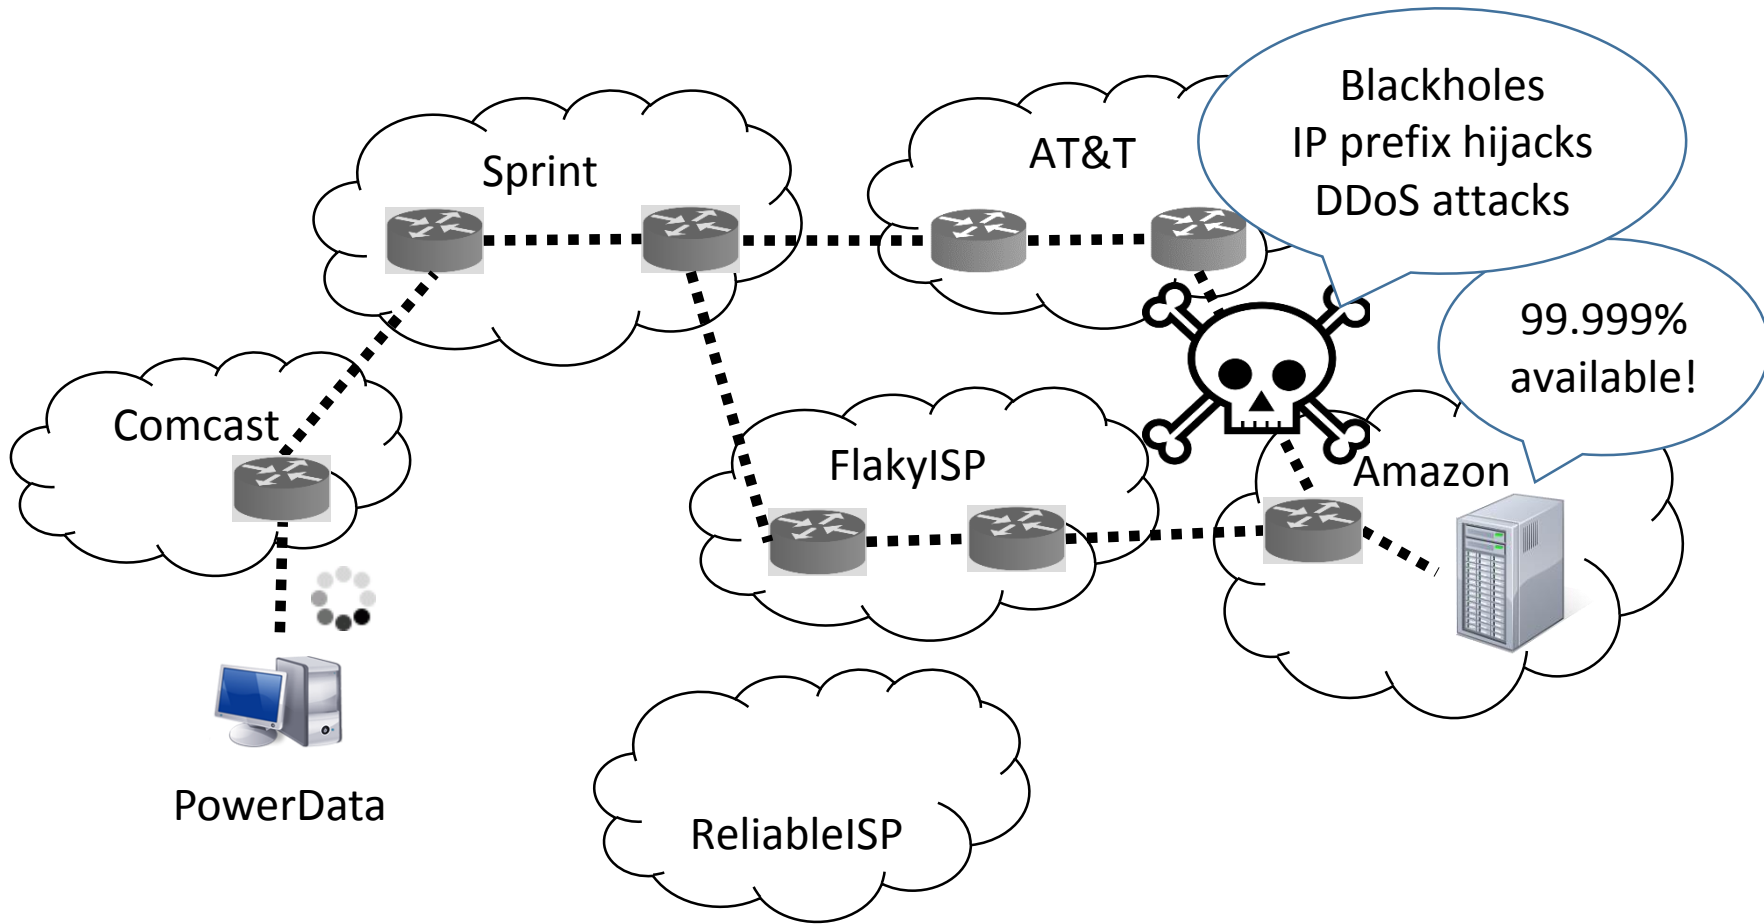 Blackholes
IP prefix hijacks
DDoS attacks
Sprint
AT&T
99.999%
available!
Comcast
FlakyISP
Amazon
PowerData
ReliableISP